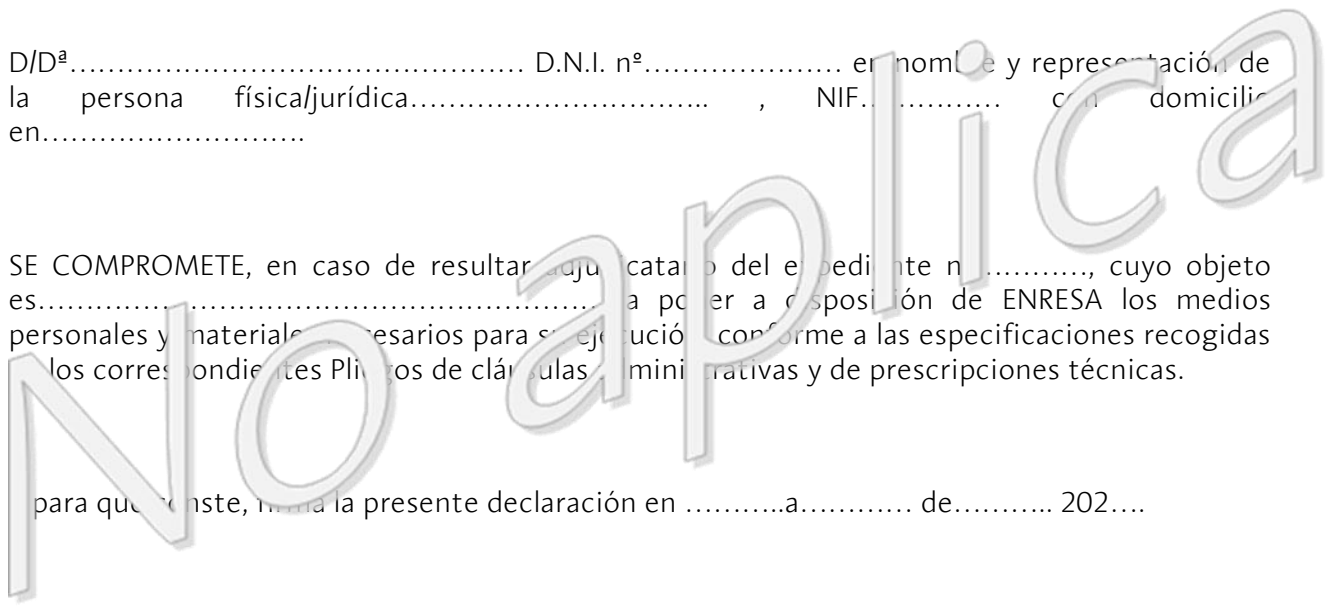 D/Dª………………………………………… D.N.I. nº………………… en nombre y representación de
la persona física/jurídica………………………….. , NIF…………… con domicilio
en……………………….
SE COMPROMETE, en caso de resultar adjudicatario del expediente nº…………, cuyo objeto
es…………………………………………………… a poner a disposición de ENRESA los medios
personales y materiales necesarios para su ejecución conforme a las especificaciones recogidas
los correspondientes Pliegos de cláusulas administrativas y de prescripciones técnicas.
para que conste, firma la presente declaración en ………..a………… de……….. 202….
No aplica